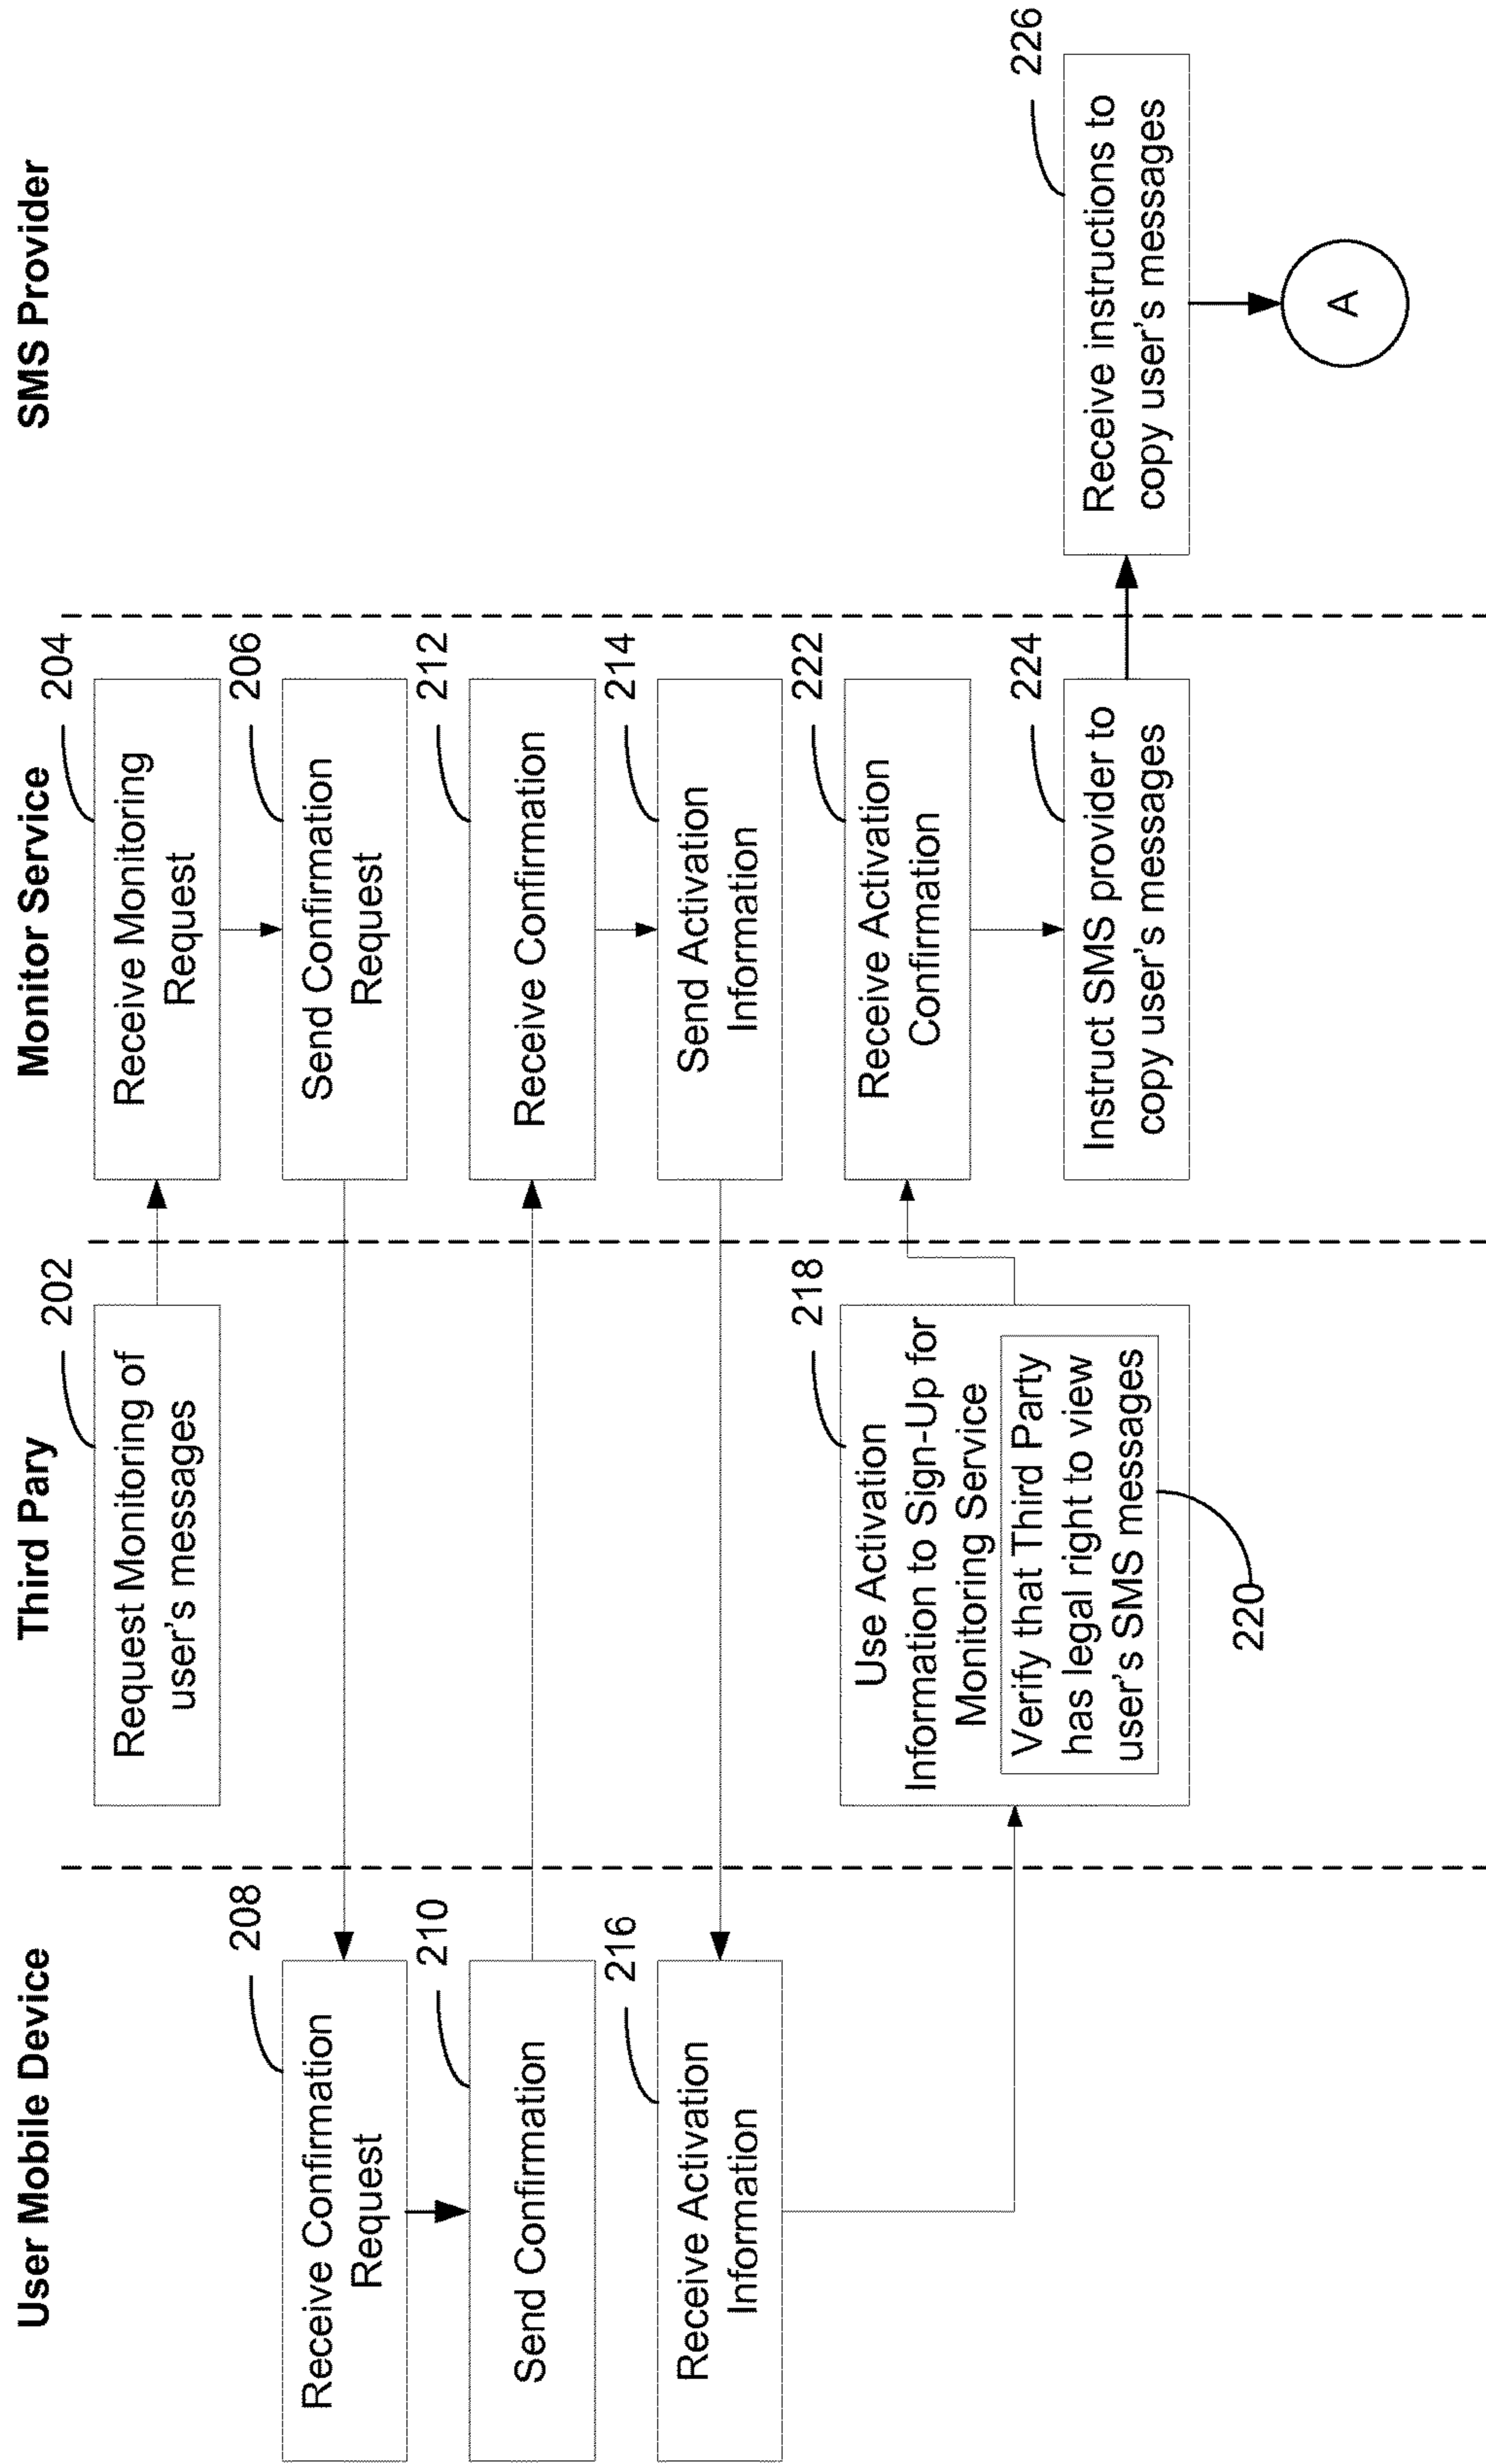 User Mobile Device
Third Pary
Monitor Service
SMS Provider
202
Request Monitoring of
user's messages
204
Receive Monitoring
Request
206
Send Confirmation
Request
208
Receive Confirmation
Request
210
Send Confirmation
212
Receive Confirmation
214
Send Activation
Information
216
Receive Activation
Information
218
Use Activation
Information to Sign-Up for
Monitoring Service
Verify that Third Party
has legal right to view
user's SMS messages
220
222
Receive Activation
Confirmation
224
Instruct SMS provider to
copy user's messages
226
Receive instructions to
copy user's messages
A